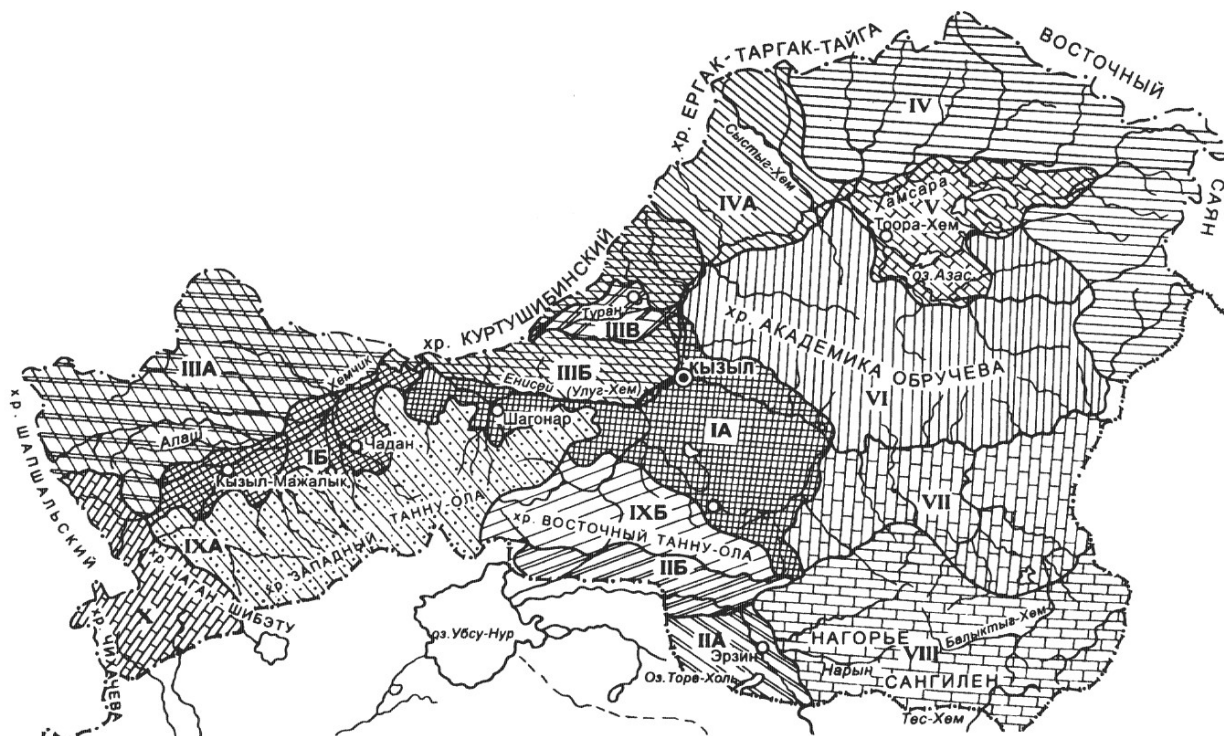 ВОСТОЧНЫЙ
САЯН
хр. ЕРГАК-ТАРГАК-ТАЙГА
IV
Сыстыг-Хем
IVА
Хамсара
V
Тоора-Хем
оз. Азас
хр. КУРТУШИБИНСКИЙ
Туран
IIIВ
хр. АКАДЕМИКА ОБРУЧЕВА
VI
IIIА
Хемчик
IIIБ
Енисей
(Улуг-Хем)
КЫЗЫЛ
Шагонар
IА
хр. ШАПШАЛЬСКИЙ
Алаш
IБ
Чадан
Кызыл-Мажалык
VII
IXА
хр. ЗАПАДНЫЙ ТАННУ-ОЛА
IXБ
хр. ВОСТОЧНЫЙ ТАННУ-ОЛА
IIБ
хр. ЦАГАН-ШИБЭТУ
X
хр. ЧИХАЧЕВА
оз. Убсу-Нур
IIА
Эрзин
Оз. Торе-Холь
НАГОРЬЕ
Балыктыг-Хем
VIII
Нарын
САНГИЛЕН
Тес-Хем